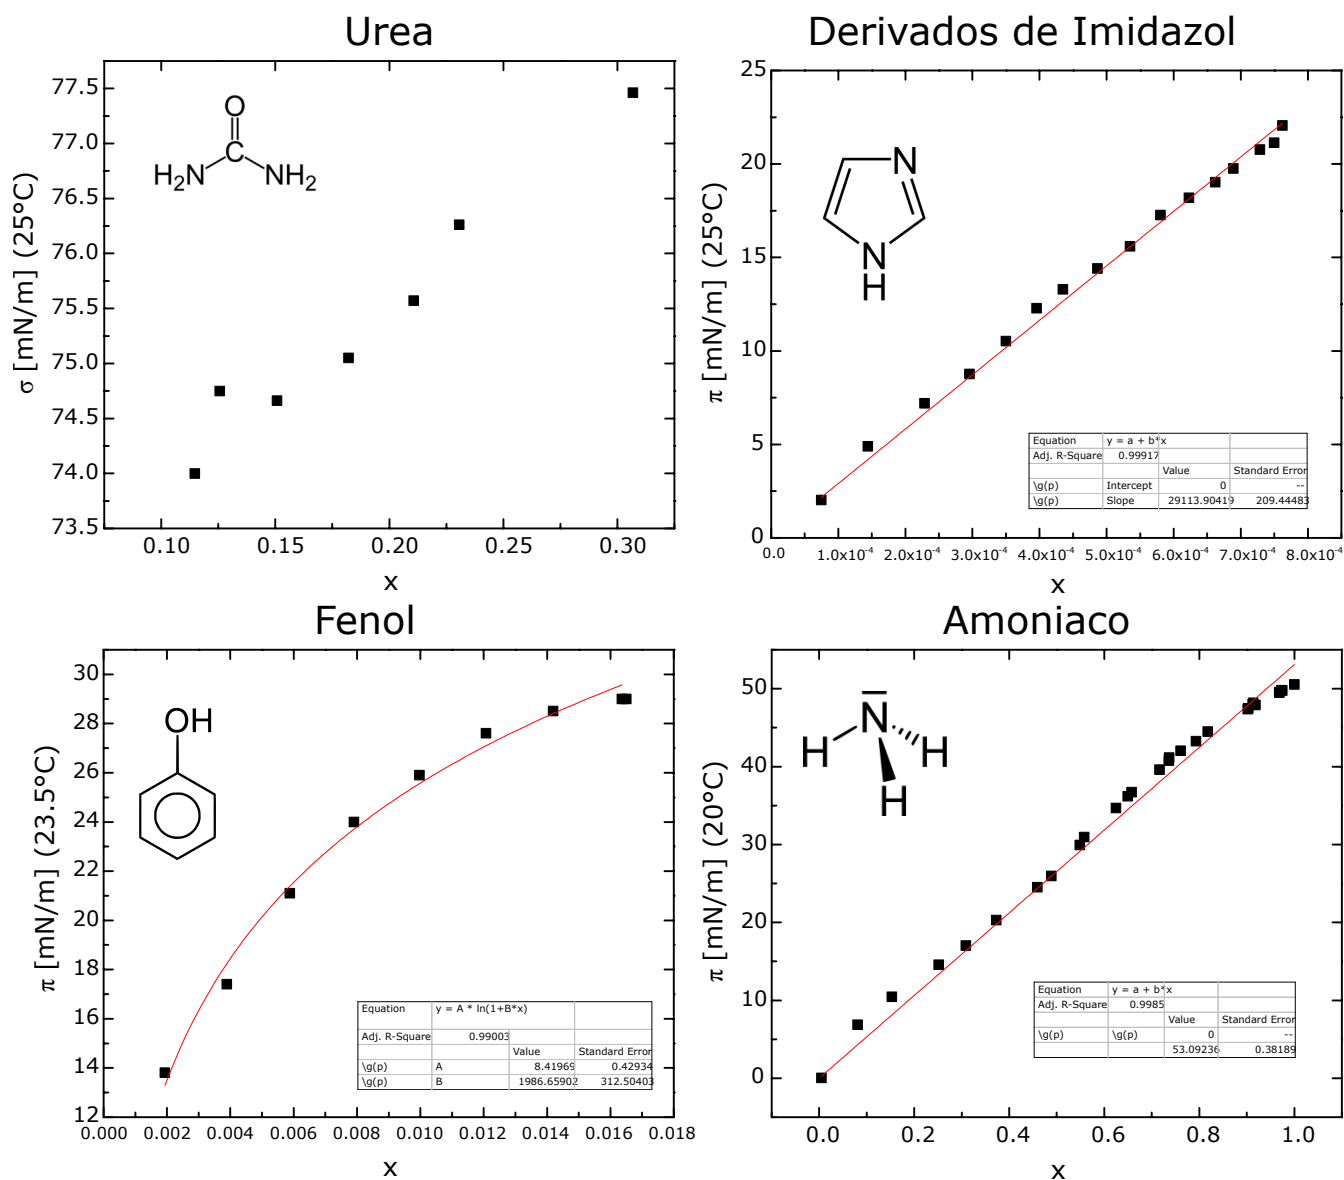 Urea
77.5
77.0
76.5
76.0
75.5
75.0
74.5
74.0
73.5
σ [mN/m] (25°C)
O
C
H₂N
NH₂
0.10 0.15 0.20 0.25 0.30
x
Derivados de Imidazol
25
20
15
10
5
0
π [mN/m] (25°C)
N
N
H
Equation y = a + b*x
Adj. R-Square 0.99917
Value Standard Error
\g(p) Intercept 0 --
\g(p) Slope 29113.90419 209.44483
0.0 1.0x10⁻⁴ 2.0x10⁻⁴ 3.0x10⁻⁴ 4.0x10⁻⁴ 5.0x10⁻⁴ 6.0x10⁻⁴ 7.0x10⁻⁴ 8.0x10⁻⁴
x
Fenol
30
28
26
24
22
20
18
16
14
12
π [mN/m] (23.5°C)
OH
Equation y = A * ln(1+B*x)
Adj. R-Square 0.99003
Value Standard Error
\g(p) A 8.41969 0.42934
\g(p) B 1986.65902 312.50403
0.000 0.002 0.004 0.006 0.008 0.010 0.012 0.014 0.016 0.018
x
Amoniaco
50
40
30
20
10
0
π [mN/m] (20°C)
N
H
H
H
Equation y = a + b*x
Adj. R-Square 0.9985
Value Standard Error
\g(p) \g(p) 0 --
53.09236 0.38189
0.0 0.2 0.4 0.6 0.8 1.0
x